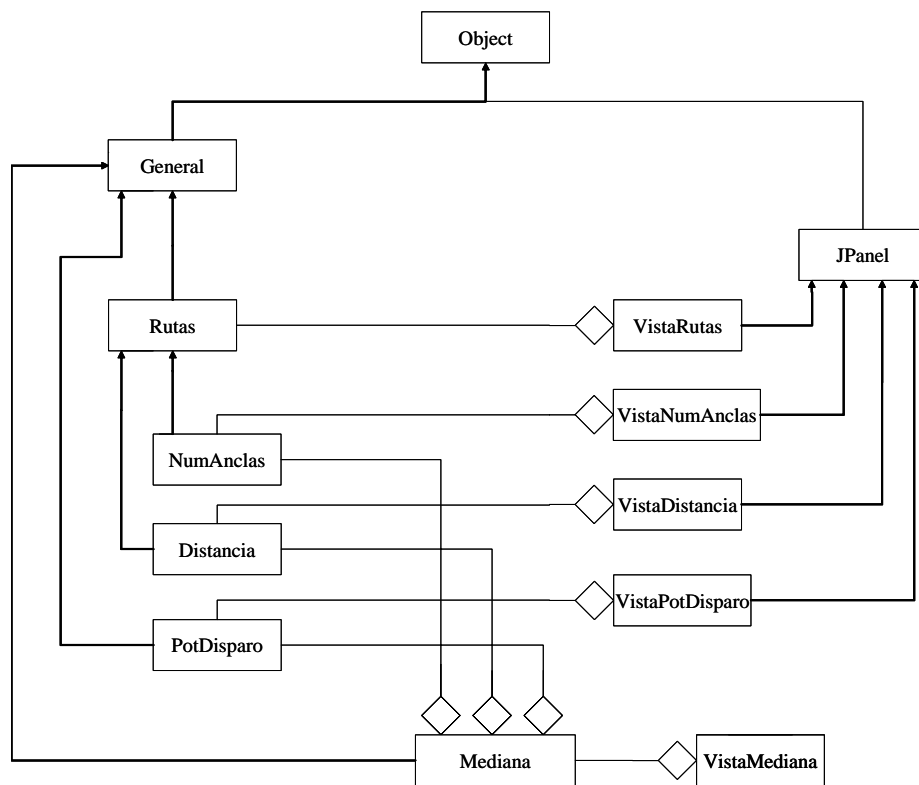 Object
General
JPanel
Rutas
VistaRutas
VistaNumAnclas
NumAnclas
VistaDistancia
Distancia
VistaPotDisparo
PotDisparo
Mediana
VistaMediana